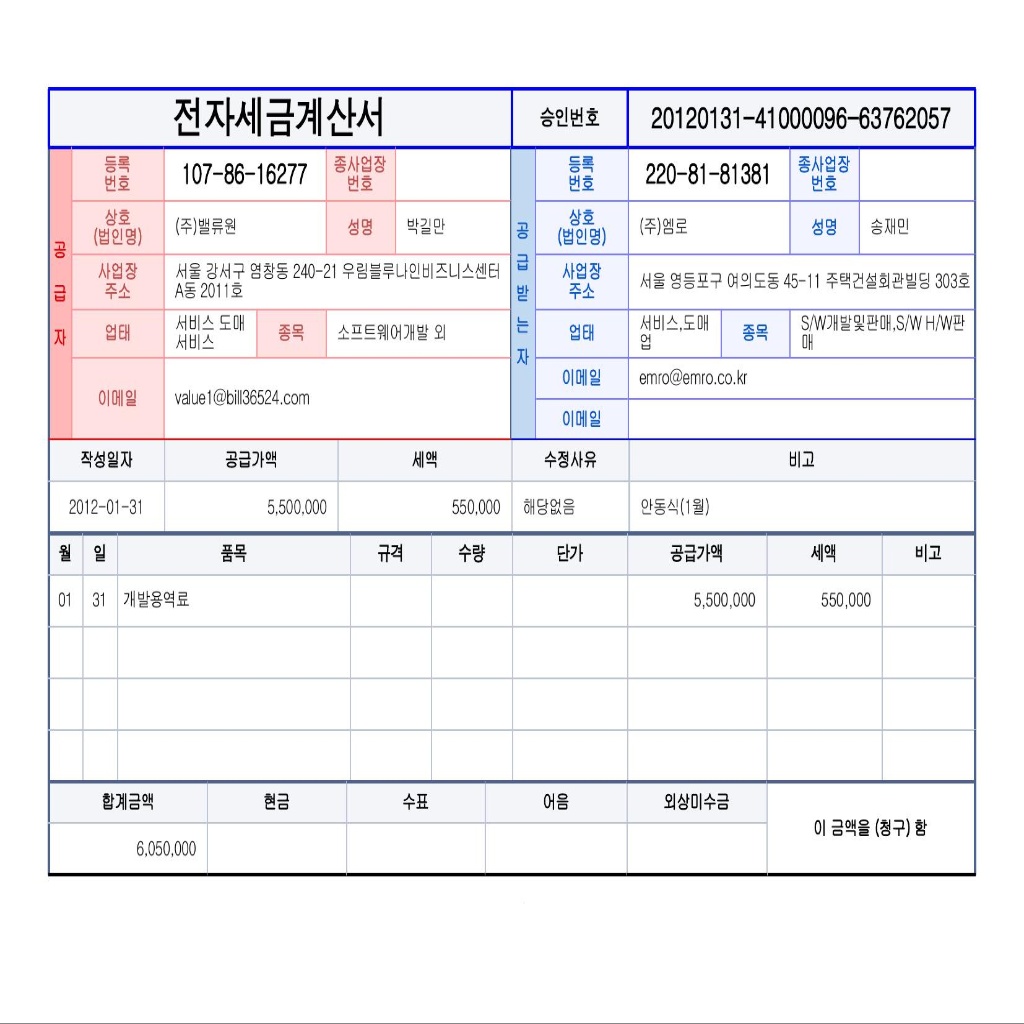 전자세금계산서 승인번호 20120131-41000096-63762057
공급자
등록번호 107-86-16277 종사업장번호
상호(법인명) (주)밸류원 성명 박길만
사업장주소 서울 강서구 염창동 240-21 우림블루나인비즈니스센터
A동 2011호
업태 서비스 도매 서비스 종목 소프트웨어개발 외
이메일 value1@bill36524.com
공급받는자
등록번호 220-81-81381 종사업장번호
상호(법인명) (주)엠로 성명 송재민
사업장주소 서울 영등포구 여의도동 45-11 주택건설회관빌딩 303호
업태 서비스,도매업 종목 S/W개발및판매,S/W H/W판매
이메일 emro@emro.co.kr
이메일
작성일자 공급가액 세액 수정사유 비고
2012-01-31 5,500,000 550,000 해당없음 안동식(1월)
월 일 품목 규격 수량 단가 공급가액 세액 비고
01 31 개발용역료 5,500,000 550,000
합계금액 현금 수표 어음 외상미수금 이 금액을 (청구) 함
6,050,000